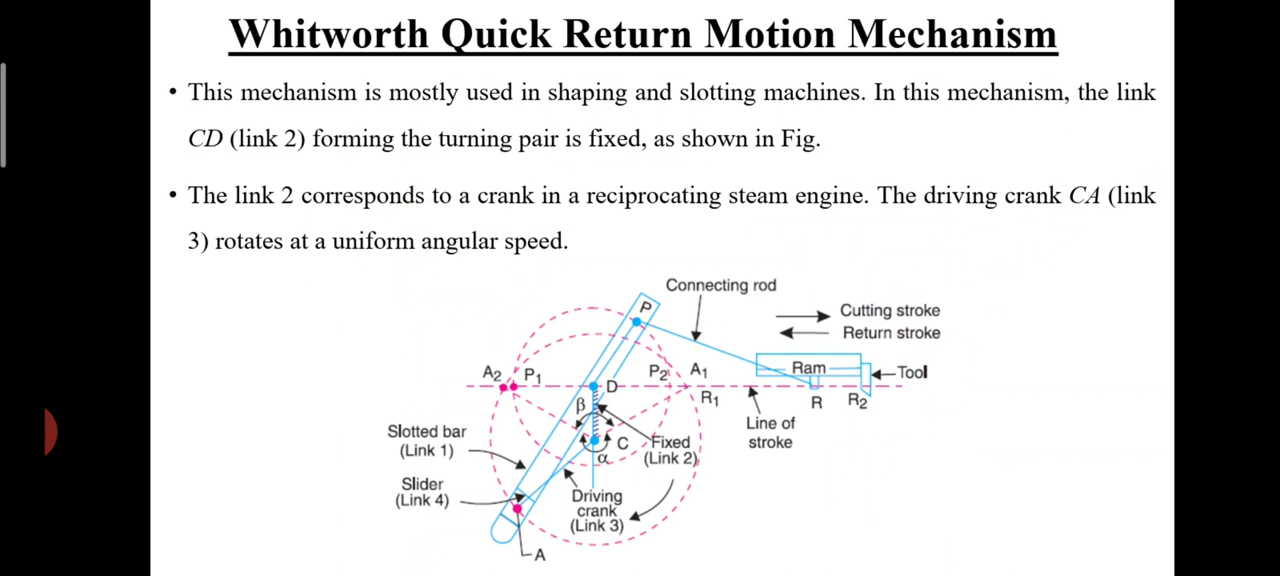 Whitworth Quick Return Motion Mechanism
• This mechanism is mostly used in shaping and slotting machines. In this mechanism, the link
CD (link 2) forming the turning pair is fixed, as shown in Fig.
• The link 2 corresponds to a crank in a reciprocating steam engine. The driving crank CA (link
3) rotates at a uniform angular speed.
Connecting rod
P
Cutting stroke
Return stroke
A2 P1
D
P2 A1
Ram
Tool
R1
R
R2
β
Line of
stroke
Slotted bar
(Link 1)
C
α
Fixed
(Link 2)
Slider
(Link 4)
Driving
crank
(Link 3)
A